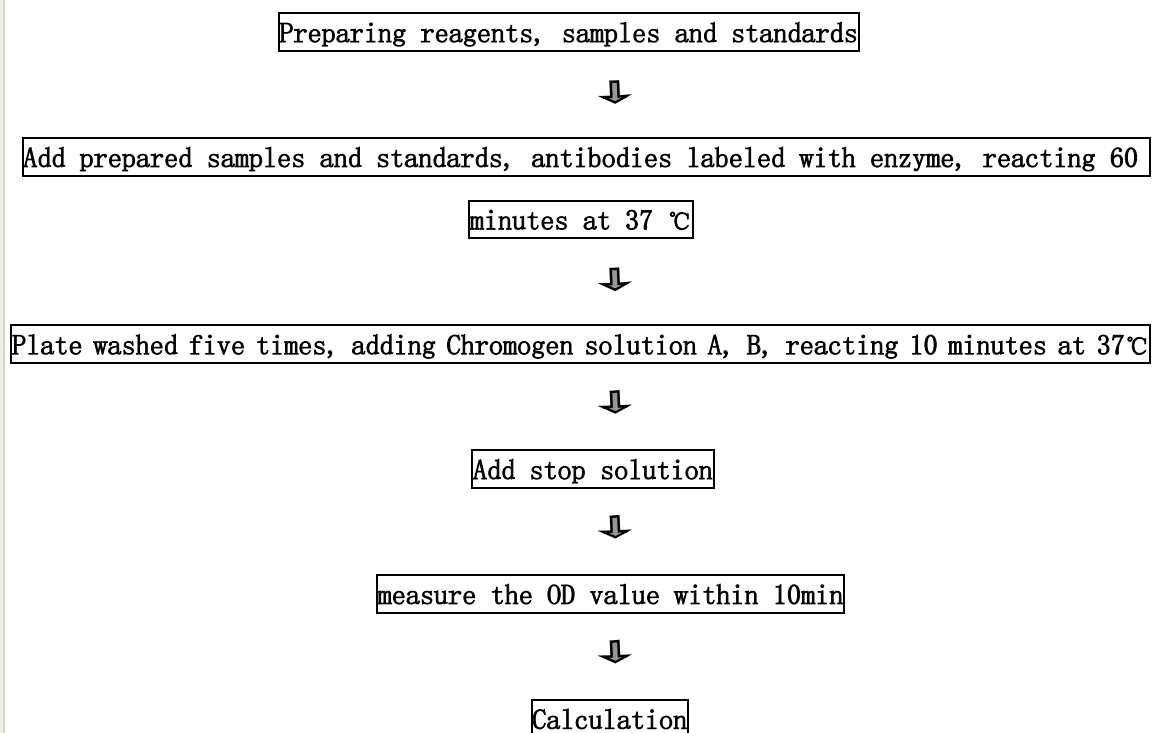 Preparing reagents, samples and standards
Add prepared samples and standards, antibodies labeled with enzyme, reacting 60
minutes at 37 ℃
Plate washed five times, adding Chromogen solution A, B, reacting 10 minutes at 37℃
Add stop solution
measure the OD value within 10min
Calculation